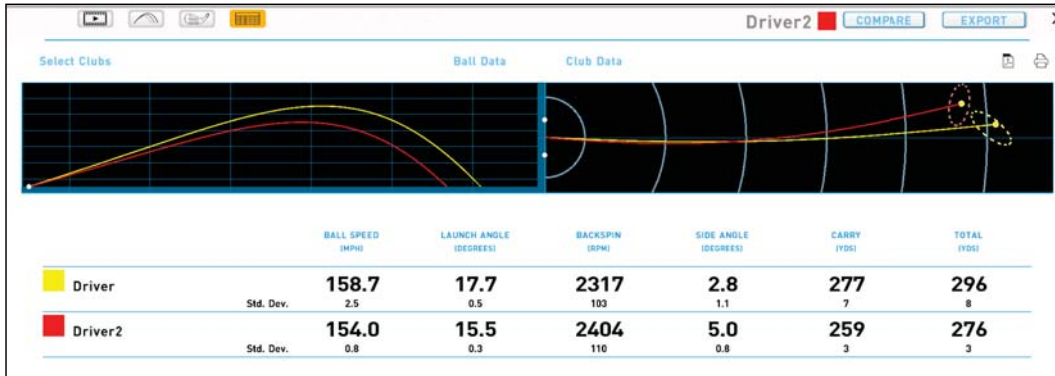 Driver2 COMPARE EXPORT
Select Clubs Ball Data Club Data
BALL SPEED LAUNCH ANGLE BACKSPIN SIDE ANGLE CARRY TOTAL
(MPH) (DEGREES) (RPM) (DEGREES) (YDS) (YDS)
Driver 158.7 17.7 2317 2.8 277 296
Std. Dev. 2.5 0.5 103 1.1 7 8
Driver2 154.0 15.5 2404 5.0 259 276
Std. Dev. 0.8 0.3 110 0.8 3 3